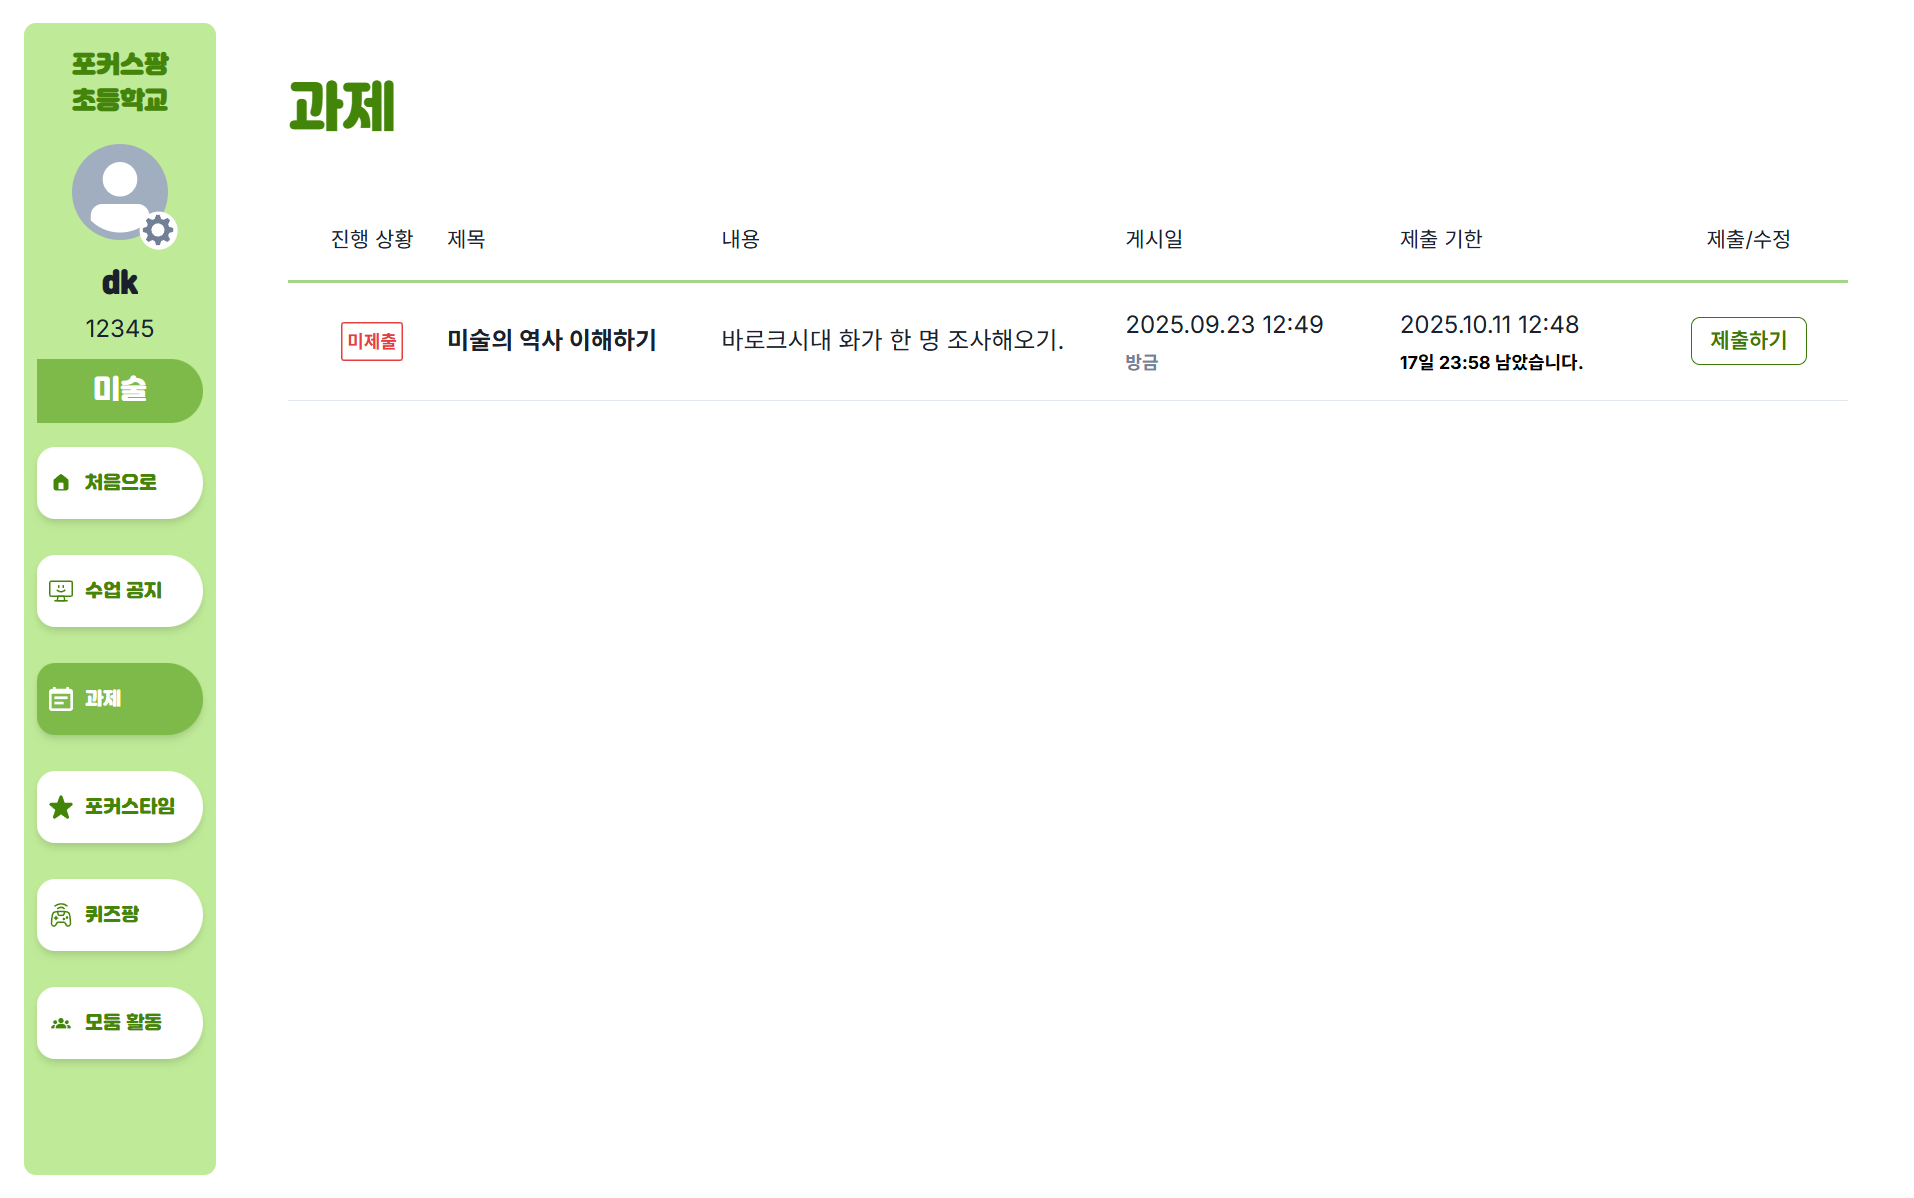 포커스팡
초등학교
dk
12345
미술
처음으로
수업 공지
과제
포커스타임
퀴즈팡
모둠 활동
과제
진행 상황 제목 내용 게시일 제출 기한 제출/수정
미제출 미술의 역사 이해하기 바로크시대 화가 한 명 조사해오기. 2025.09.23 12:49 2025.10.11 12:48 제출하기
방금 17일 23:58 남았습니다.